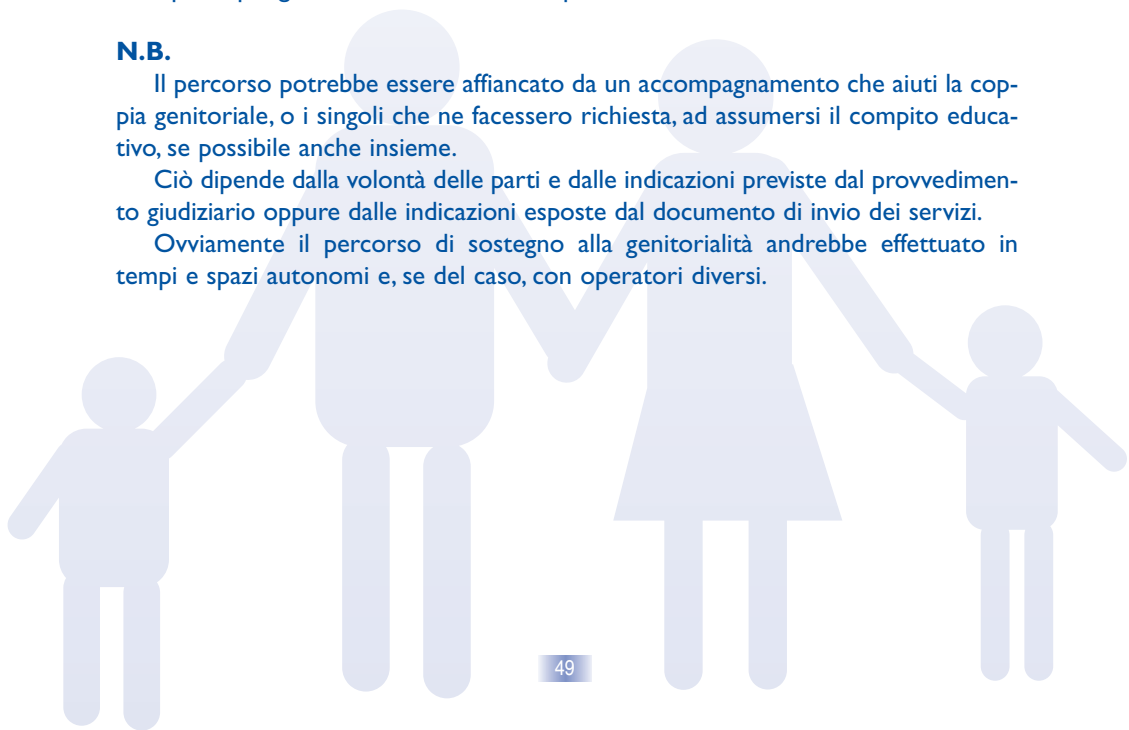 N.B.
Il percorso potrebbe essere affiancato da un accompagnamento che aiuti la cop-
pia genitoriale, o i singoli che ne facessero richiesta, ad assumersi il compito educa-
tivo, se possibile anche insieme.
Ciò dipende dalla volontà delle parti e dalle indicazioni previste dal provvedimen-
to giudiziario oppure dalle indicazioni esposte dal documento di invio dei servizi.
Ovviamente il percorso di sostegno alla genitorialità andrebbe effettuato in
tempi e spazi autonomi e, se del caso, con operatori diversi.
49